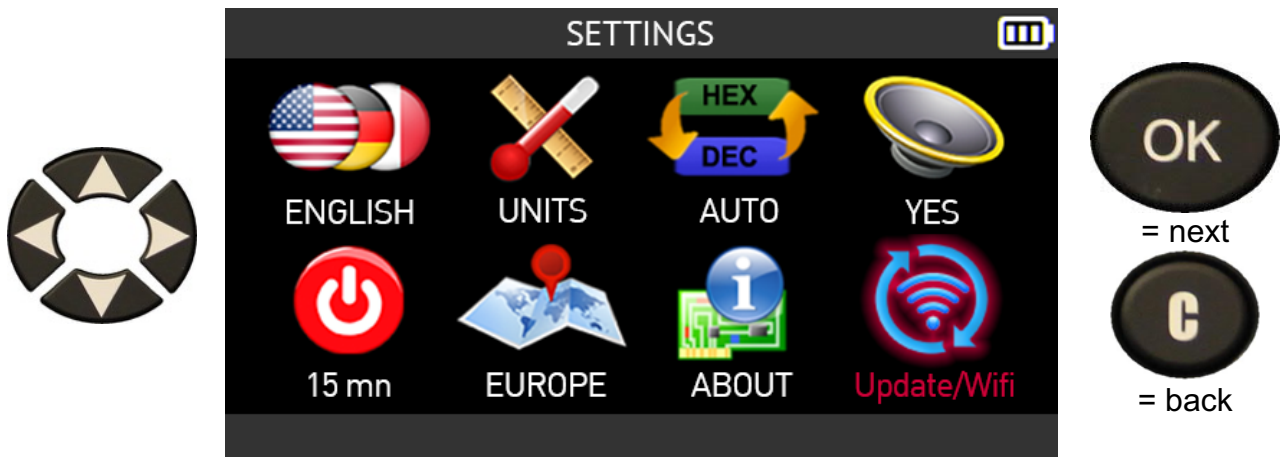 SETTINGS
HEX
DEC
ENGLISH UNITS AUTO YES
15 mn EUROPE ABOUT Update/Wifi
OK
= next
C
= back